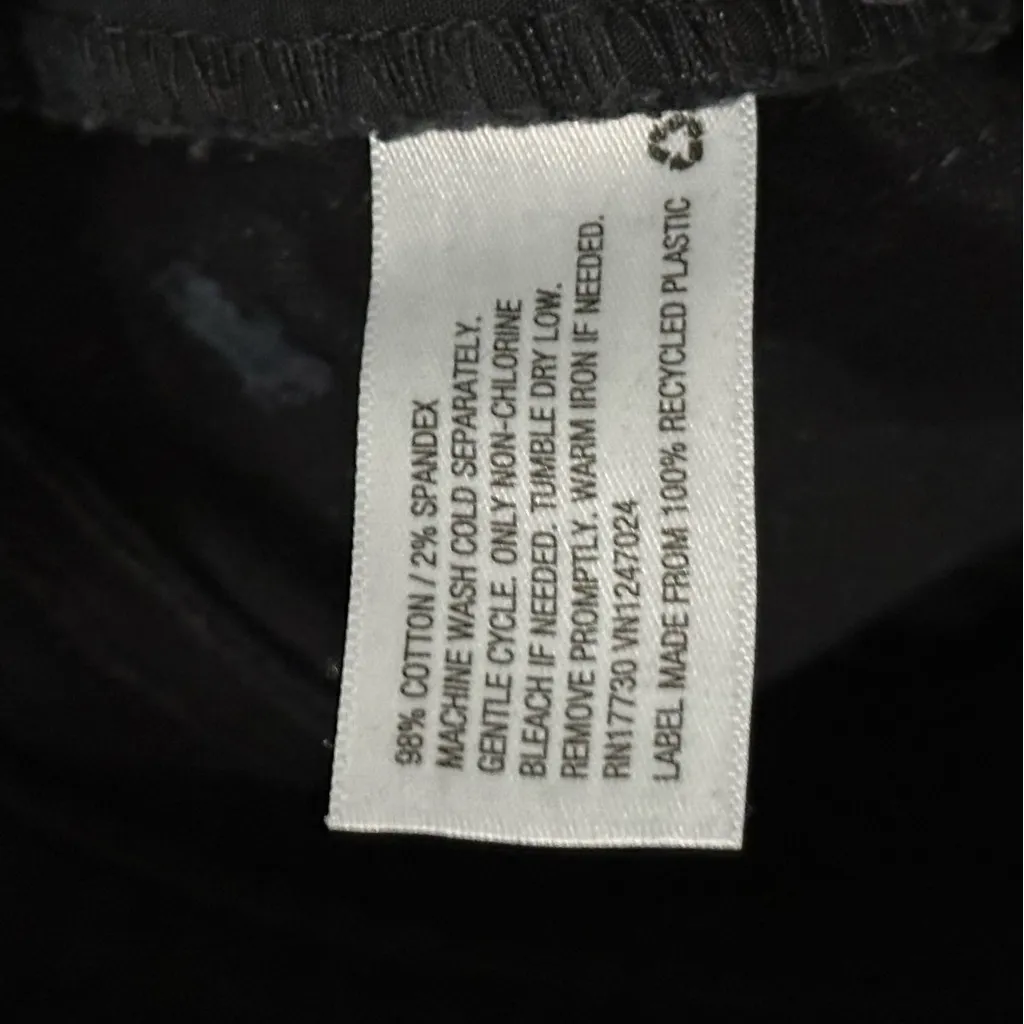 98% COTTON / 2% SPANDEX
MACHINE WASH COLD SEPARATELY.
GENTLE CYCLE. ONLY NON-CHLORINE
BLEACH IF NEEDED. TUMBLE DRY LOW.
REMOVE PROMPTLY. WARM IRON IF NEEDED.
RN17730 VN1247024
LABEL MADE FROM 100% RECYCLED PLASTIC